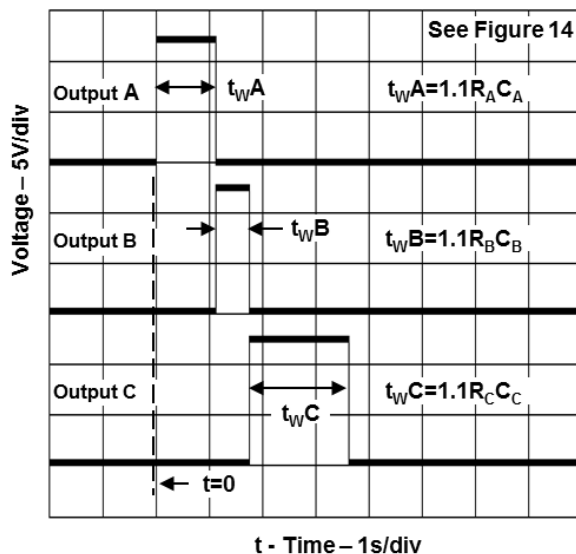 See Figure 14
Output A
twA
twA=1.1RACA
Voltage – 5V/div
Output B
twB
twB=1.1RBCB
Output C
twC
twC=1.1RCCC
t=0
t - Time – 1s/div